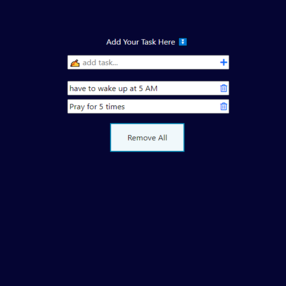 Add Your Task Here
add task...
have to wake up at 5 AM
Pray for 5 times
Remove All